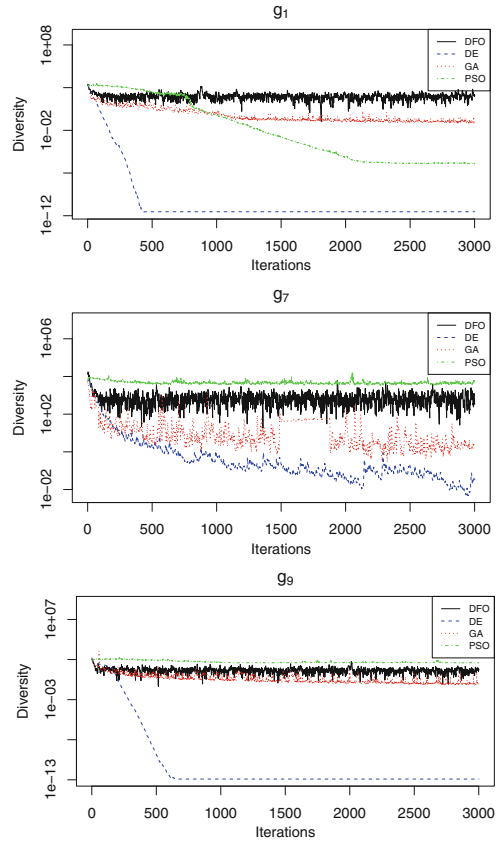 g1
Diversity
1e+08
1e-02
1e-12
DFO
DE
GA
PSO
0 500 1000 1500 2000 2500 3000
Iterations
g7
Diversity
1e+06
1e+02
1e-02
DFO
DE
GA
PSO
0 500 1000 1500 2000 2500 3000
Iterations
g9
Diversity
1e+07
1e-03
1e-13
DFO
DE
GA
PSO
0 500 1000 1500 2000 2500 3000
Iterations